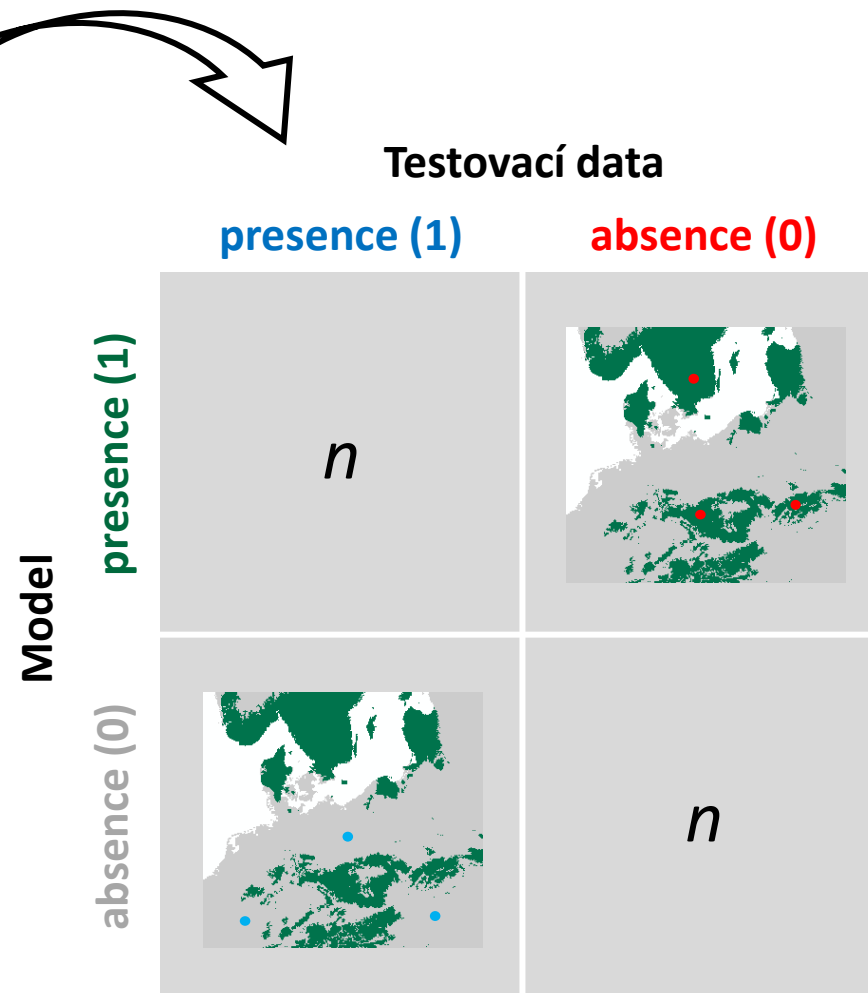 Testovací data
presence (1)
absence (0)
Model
presence (1)
n
absence (0)
n